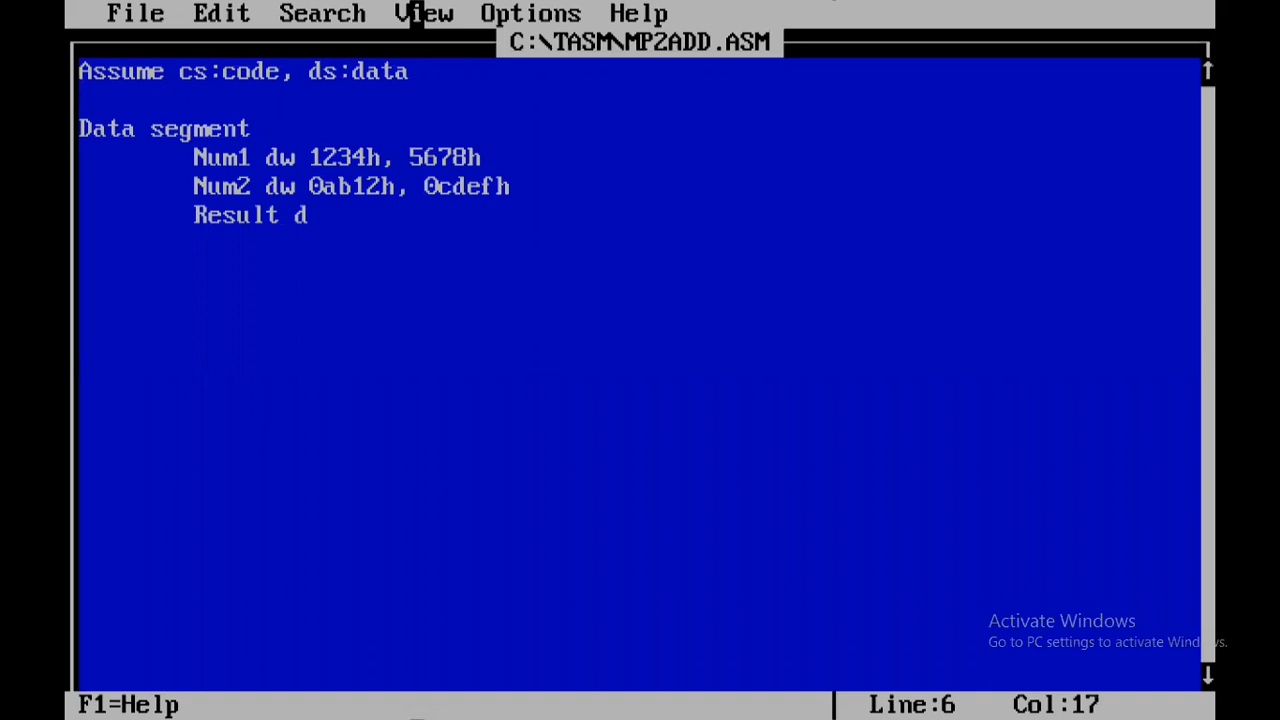 File Edit Search View Options Help
C:\TASM\MP2ADD.ASM
Assume cs:code, ds:data
Data segment
Num1 dw 1234h, 5678h
Num2 dw 0ab12h, 0cdefh
Result d
Activate Windows
Go to PC settings to activate Windows.
F1=Help Line:6 Col:17